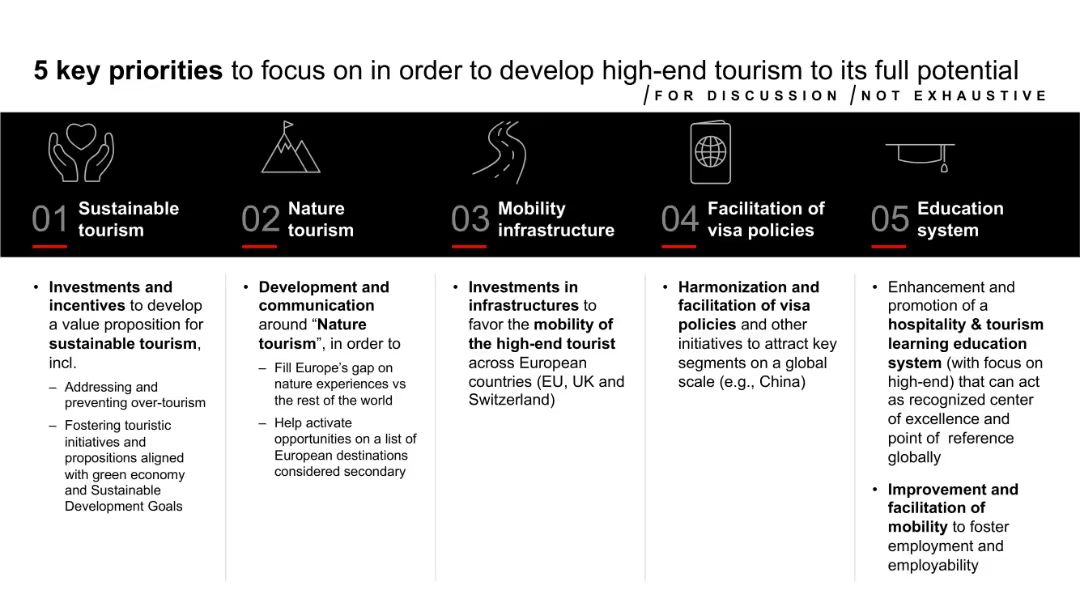 5 key priorities to focus on in order to develop high-end tourism to its full potential
/FOR DISCUSSION /NOT EXHAUSTIVE
01 Sustainable
tourism
• Investments and
incentives to develop
a value proposition for
sustainable tourism,
incl.
– Addressing and
preventing over-tourism
– Fostering touristic
initiatives and
propositions aligned
with green economy
and Sustainable
Development Goals
02 Nature
tourism
• Development and
communication
around “Nature
tourism”, in order to
– Fill Europe’s gap on
nature experiences vs
the rest of the world
– Help activate
opportunities on a list of
European destinations
considered secondary
03 Mobility
infrastructure
• Investments in
infrastructures to
favor the mobility of
the high-end tourist
across European
countries (EU, UK and
Switzerland)
04 Facilitation of
visa policies
• Harmonization and
facilitation of visa
policies and other
initiatives to attract key
segments on a global
scale (e.g., China)
05 Education
system
• Enhancement and
promotion of a
hospitality & tourism
learning education
system (with focus on
high-end) that can act
as recognized center
of excellence and
point of reference
globally
• Improvement and
facilitation of
mobility to foster
employment and
employability